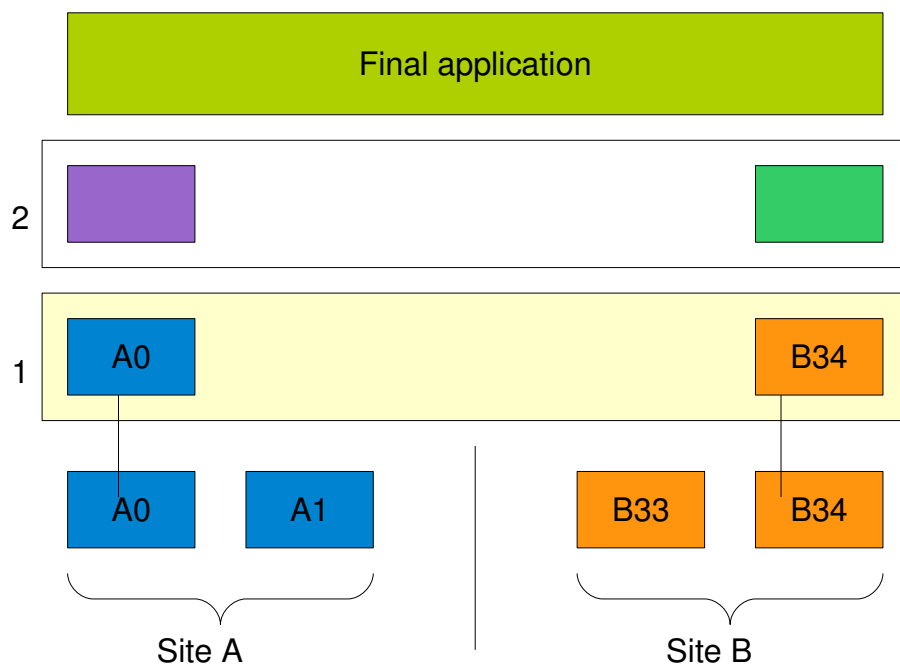 Final application
2
1
A0
B34
A0
A1
B33
B34
Site A
Site B